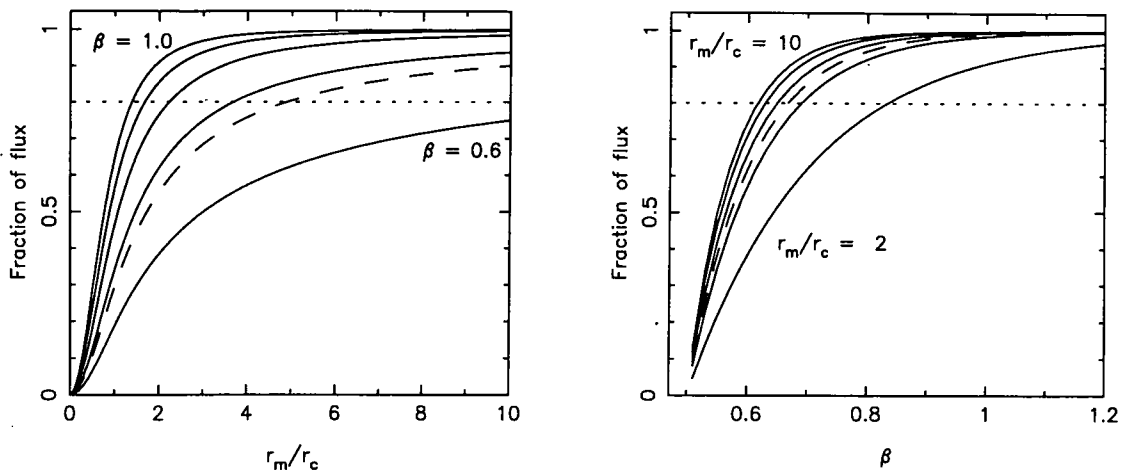 1
0.5
0
Fraction of flux
β = 1.0
β = 0.6
0 2 4 6 8 10
r_m/r_c
1
0.5
0
Fraction of flux
r_m/r_c = 10
r_m/r_c = 2
0.6 0.8 1 1.2
β